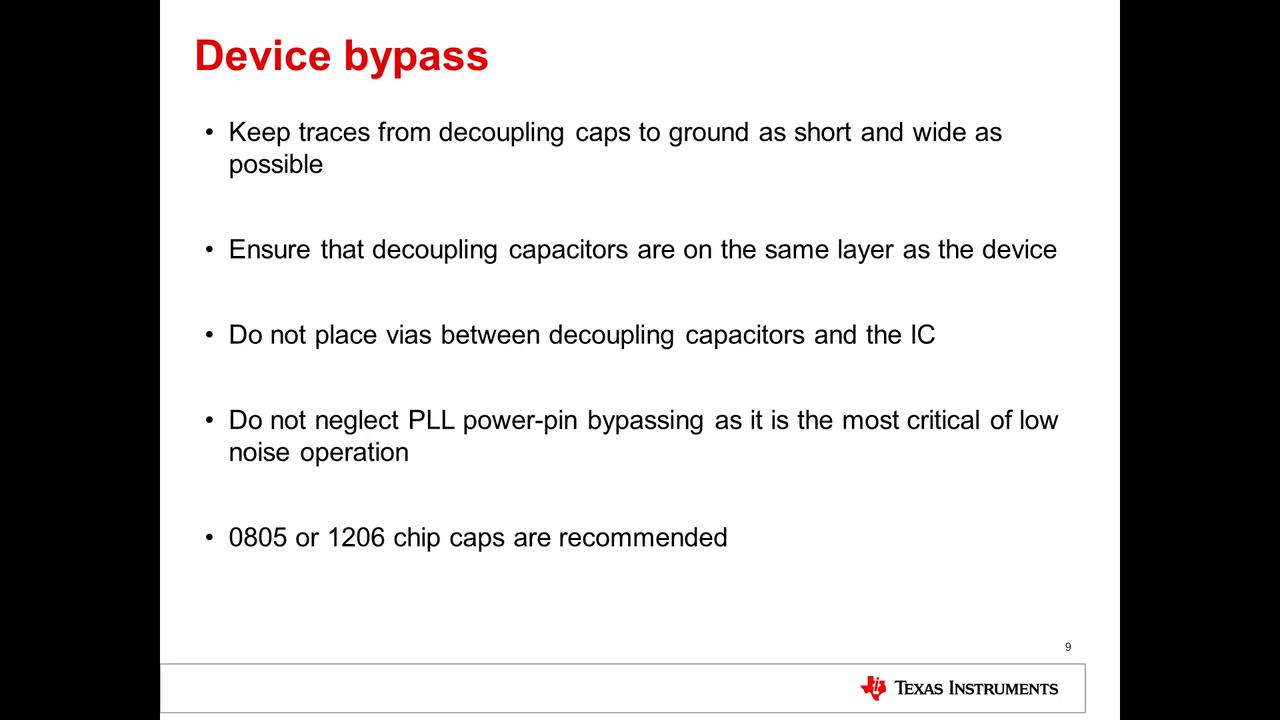 Device bypass
• Keep traces from decoupling caps to ground as short and wide as
possible
• Ensure that decoupling capacitors are on the same layer as the device
• Do not place vias between decoupling capacitors and the IC
• Do not neglect PLL power-pin bypassing as it is the most critical of low
noise operation
• 0805 or 1206 chip caps are recommended
9
TEXAS INSTRUMENTS